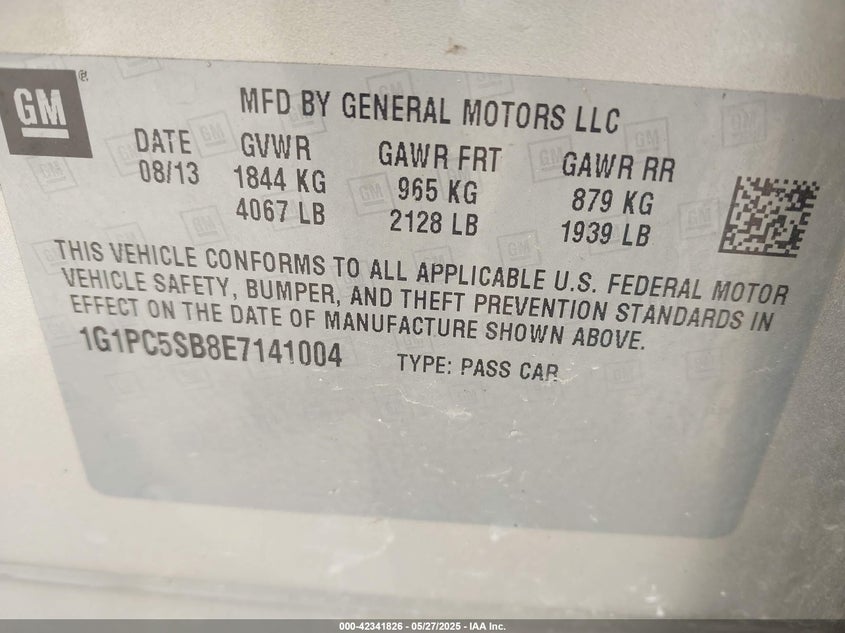 GM ®
MFD BY GENERAL MOTORS LLC
DATE GVWR GAWR FRT GAWR RR
08/13 1844 KG 965 KG 879 KG
4067 LB 2128 LB 1939 LB
THIS VEHICLE CONFORMS TO ALL APPLICABLE U.S. FEDERAL MOTOR
VEHICLE SAFETY, BUMPER, AND THEFT PREVENTION STANDARDS IN
EFFECT ON THE DATE OF MANUFACTURE SHOWN ABOVE.
1G1PC5SB8E7141004 TYPE: PASS CAR
000-42341826 - 05/27/2025 - IAA Inc.